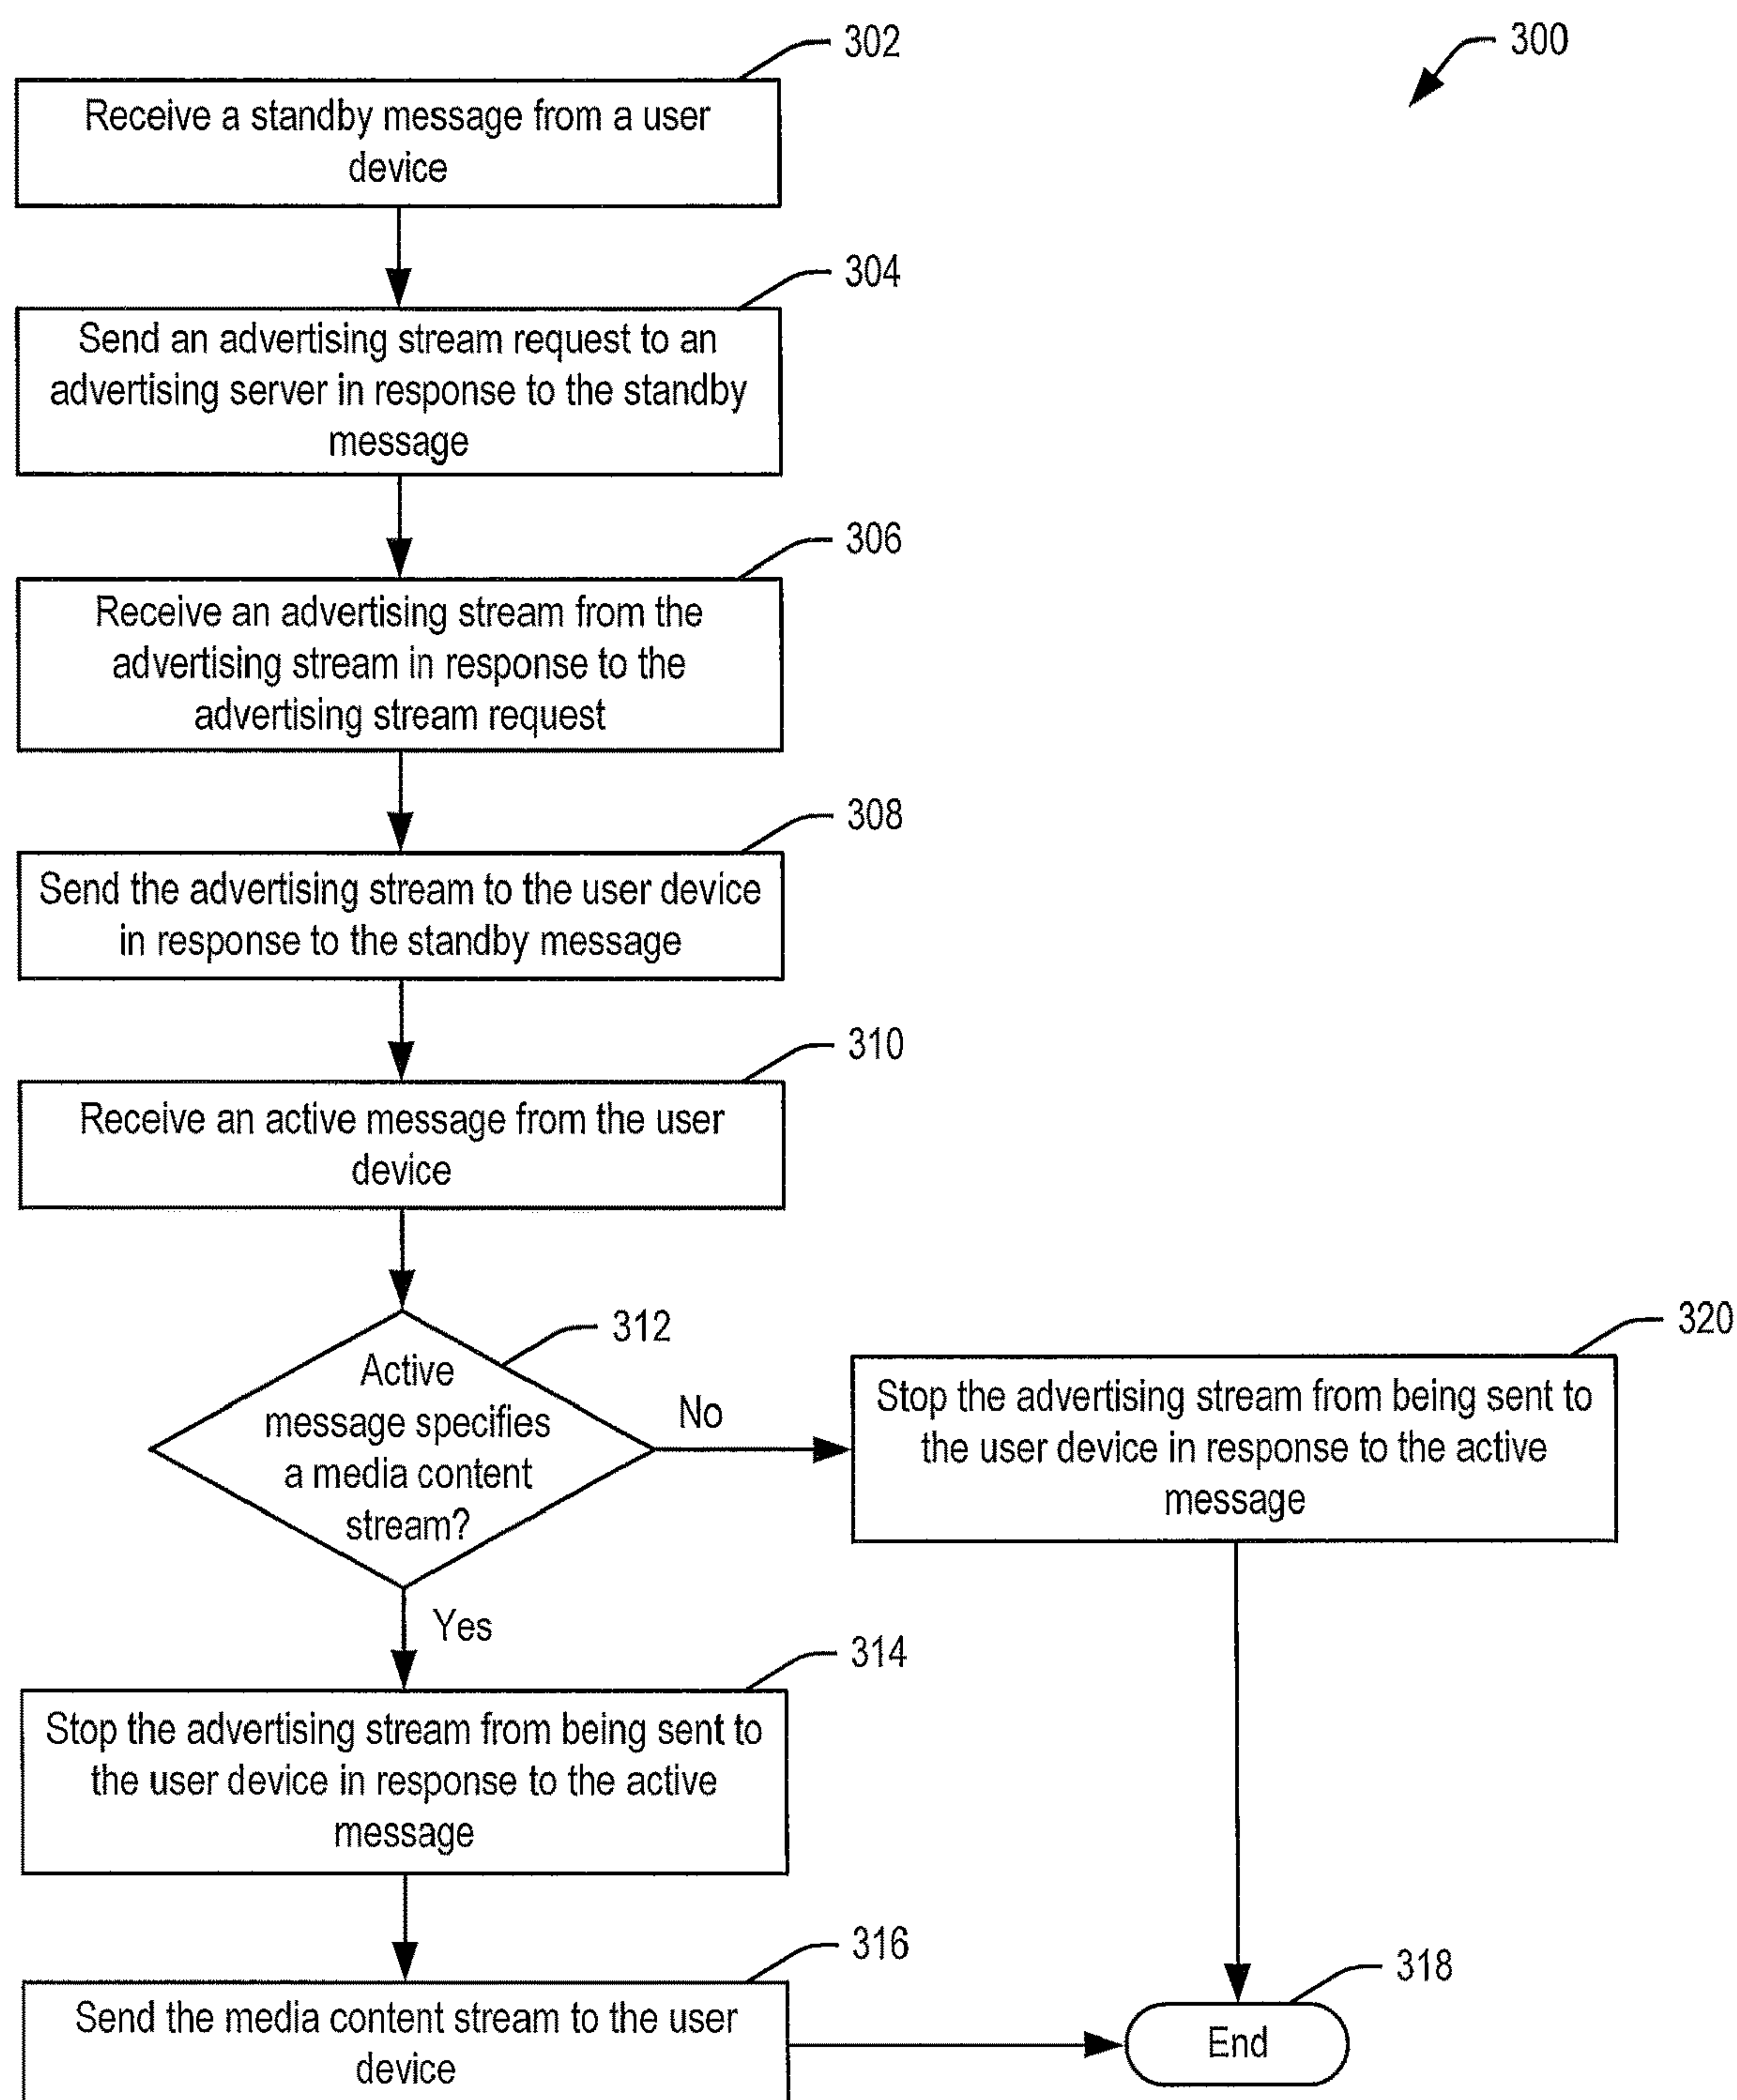 302
300
Receive a standby message from a user
device
304
Send an advertising stream request to an
advertising server in response to the standby
message
306
Receive an advertising stream from the
advertising stream in response to the
advertising stream request
308
Send the advertising stream to the user device
in response to the standby message
310
Receive an active message from the user
device
312
Active
message specifies
a media content
stream?
No
320
Stop the advertising stream from being sent to
the user device in response to the active
message
Yes
314
Stop the advertising stream from being sent to
the user device in response to the active
message
316
Send the media content stream to the user
device
318
End